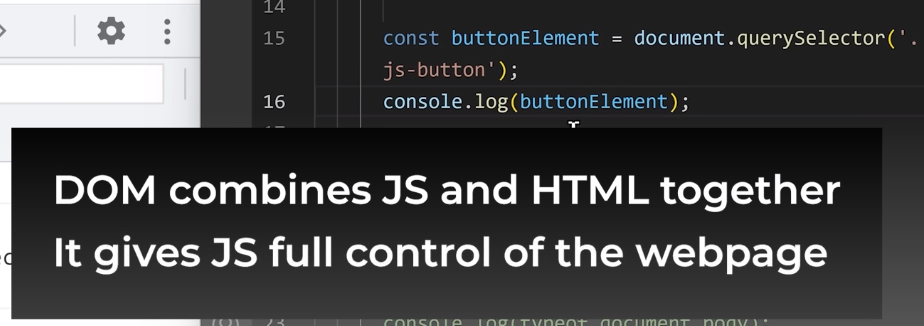 14
15 const buttonElement = document.querySelector('.
js-button');
16 console.log(buttonElement);
DOM combines JS and HTML together
It gives JS full control of the webpage
23 console.log(typeof document.body);